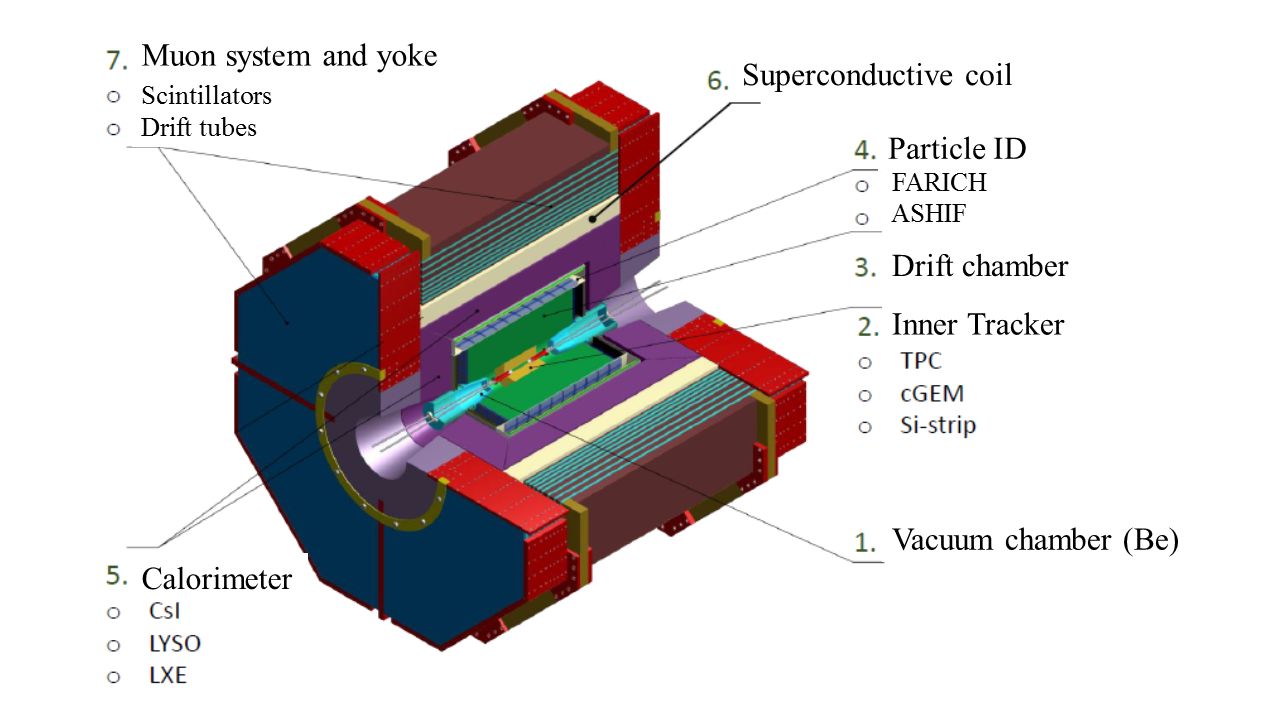 7. Muon system and yoke
o Scintillators
o Drift tubes
6. Superconductive coil
4. Particle ID
o FARICH
o ASHIF
3. Drift chamber
2. Inner Tracker
o TPC
o cGEM
o Si-strip
1. Vacuum chamber (Be)
5. Calorimeter
o CsI
o LYSO
o LXE